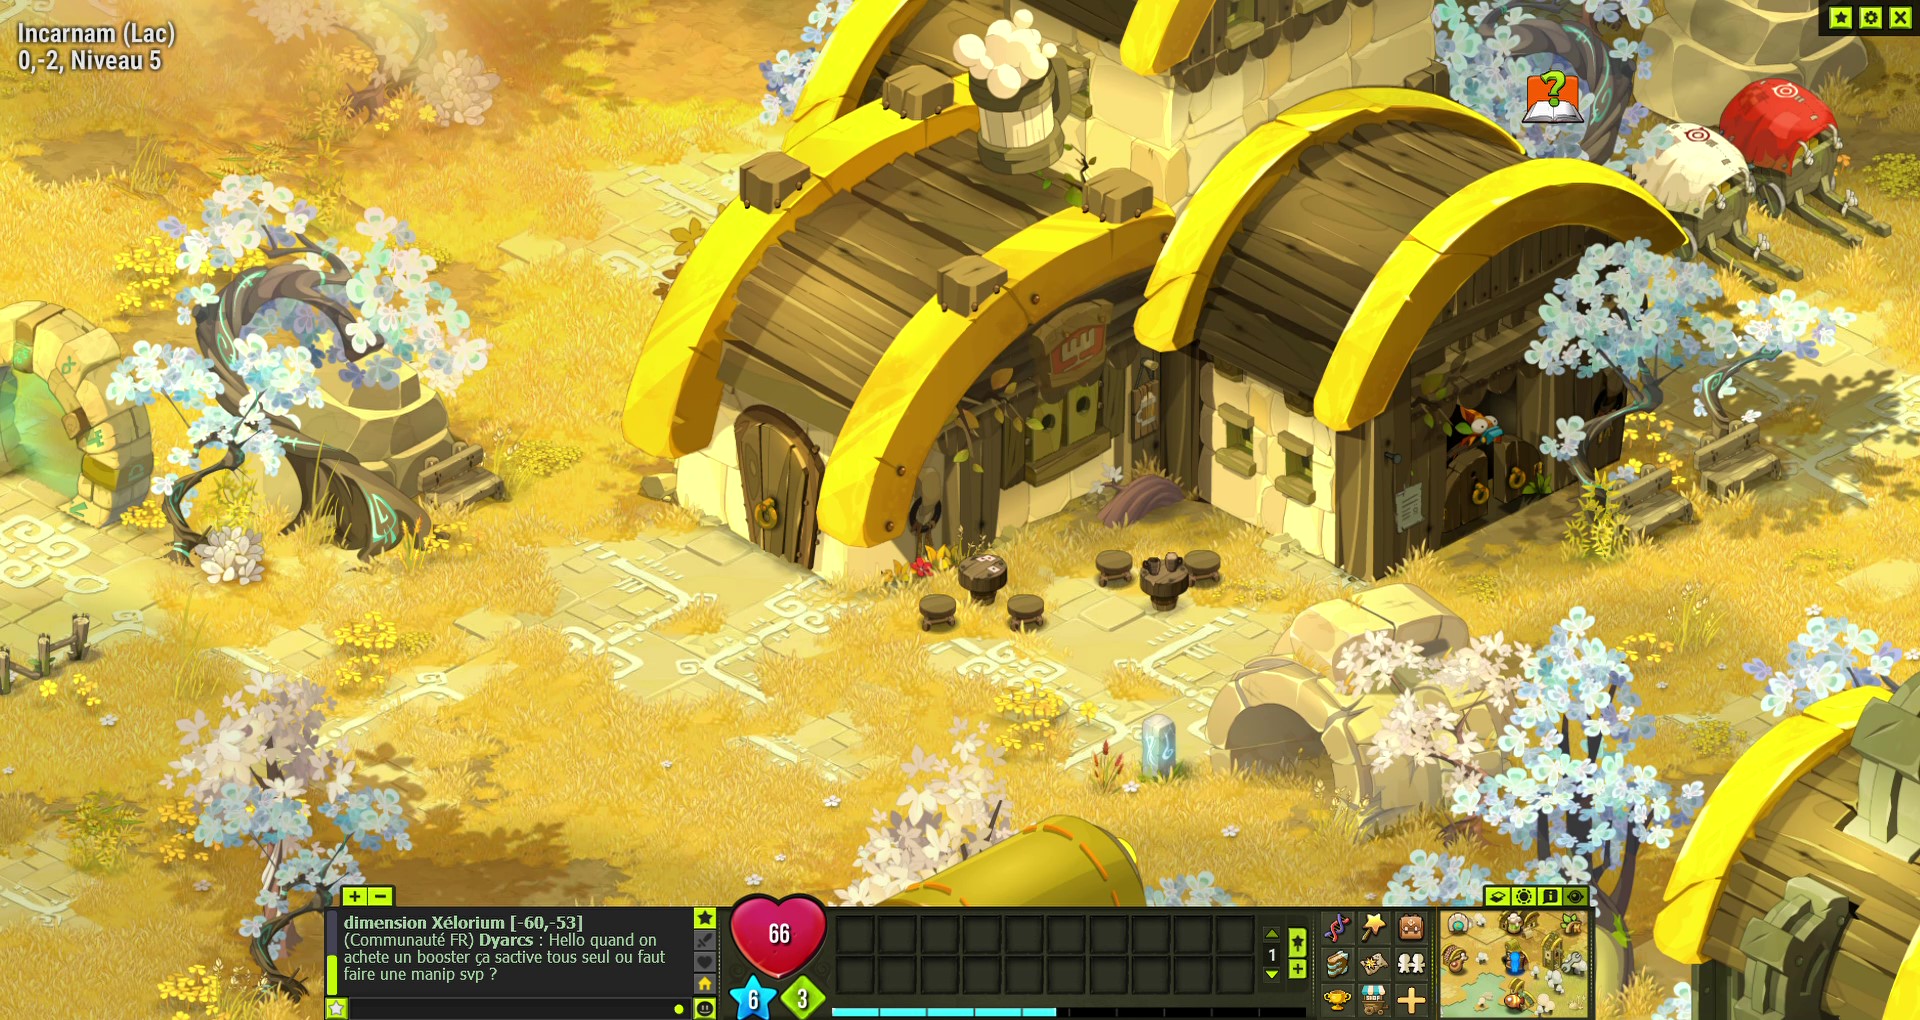 Incarnam (Lac)
0,-2, Niveau 5
dimension Xélorium [-60,-53]
(Communauté FR) Dyarcs : Hello quand on
achete un booster ça sactive tous seul ou faut
faire une manip svp ?
66
6
3
1
SHOP